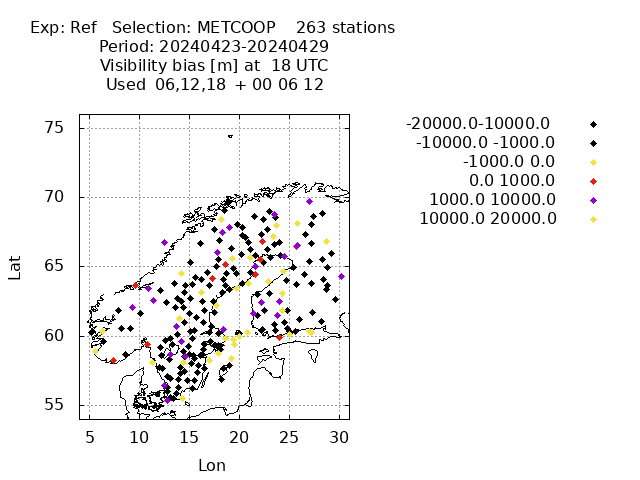 Exp: Ref   Selection: METCOOP    263 stations
Period: 20240423-20240429
Visibility bias [m] at  18 UTC
Used  06,12,18  + 00 06 12
-20000.0-10000.0
-10000.0 -1000.0
-1000.0 0.0
0.0 1000.0
1000.0 10000.0
10000.0 20000.0
75
70
65
60
55
Lat
5 10 15 20 25 30
Lon